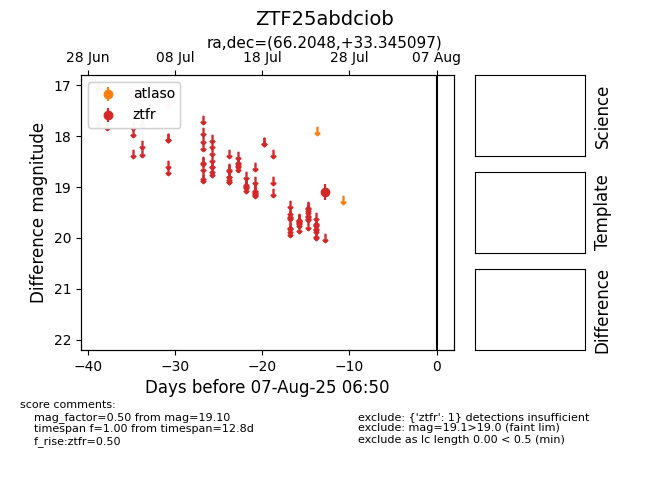 ZTF25abdciob
ra,dec=(66.2048,+33.345097)
28 Jun 08 Jul 18 Jul 28 Jul 07 Aug
17
18
19
20
21
22
Difference magnitude
atlaso
ztfr
−40 −30 −20 −10 0
Days before 07-Aug-25 06:50
Science
Template
Difference
score comments:
mag_factor=0.50 from mag=19.10
timespan f=1.00 from timespan=12.8d
f_rise:ztfr=0.50
exclude: {'ztfr': 1} detections insufficient
exclude: mag=19.1>19.0 (faint lim)
exclude as lc length 0.00 < 0.5 (min)